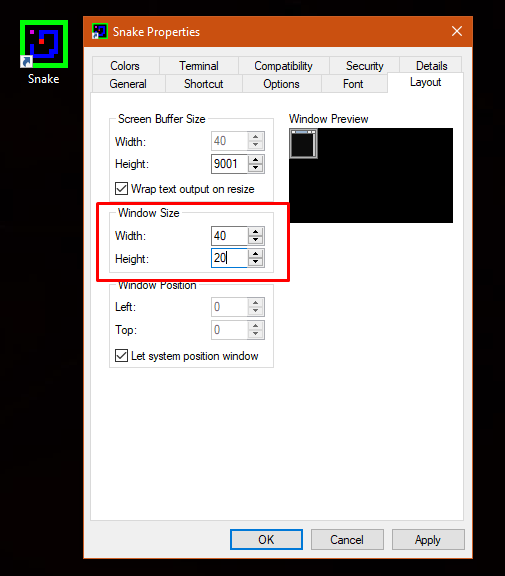 Snake
Snake Properties
Colors Terminal Compatibility Security Details
General Shortcut Options Font Layout
Screen Buffer Size
Width: 40
Height: 9001
Wrap text output on resize
Window Size
Width: 40
Height: 20
Window Position
Left: 0
Top: 0
Let system position window
Window Preview
OK Cancel Apply